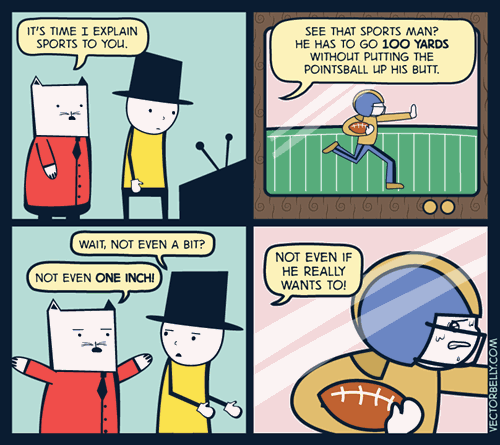 IT'S TIME I EXPLAIN
SPORTS TO YOU.
SEE THAT SPORTS MAN?
HE HAS TO GO 100 YARDS
WITHOUT PUTTING THE
POINTSBALL UP HIS BUTT.
WAIT, NOT EVEN A BIT?
NOT EVEN ONE INCH!
NOT EVEN IF
HE REALLY
WANTS TO!
VECTORBELLY.COM